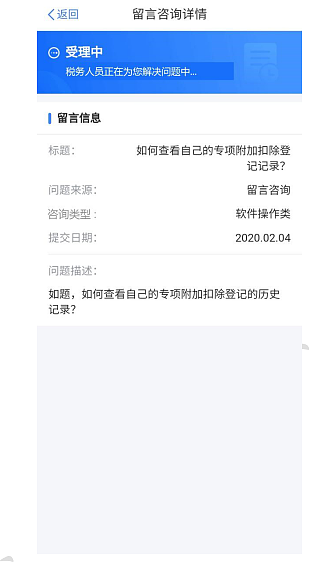 返回
留言咨询详情
受理中
税务人员正在为您解决问题中...
留言信息
标题：
如何查看自己的专项附加扣除登
记记录？
问题来源：
留言咨询
咨询类型：
软件操作类
提交日期：
2020.02.04
问题描述：
如题，如何查看自己的专项附加扣除登记的历史
记录？